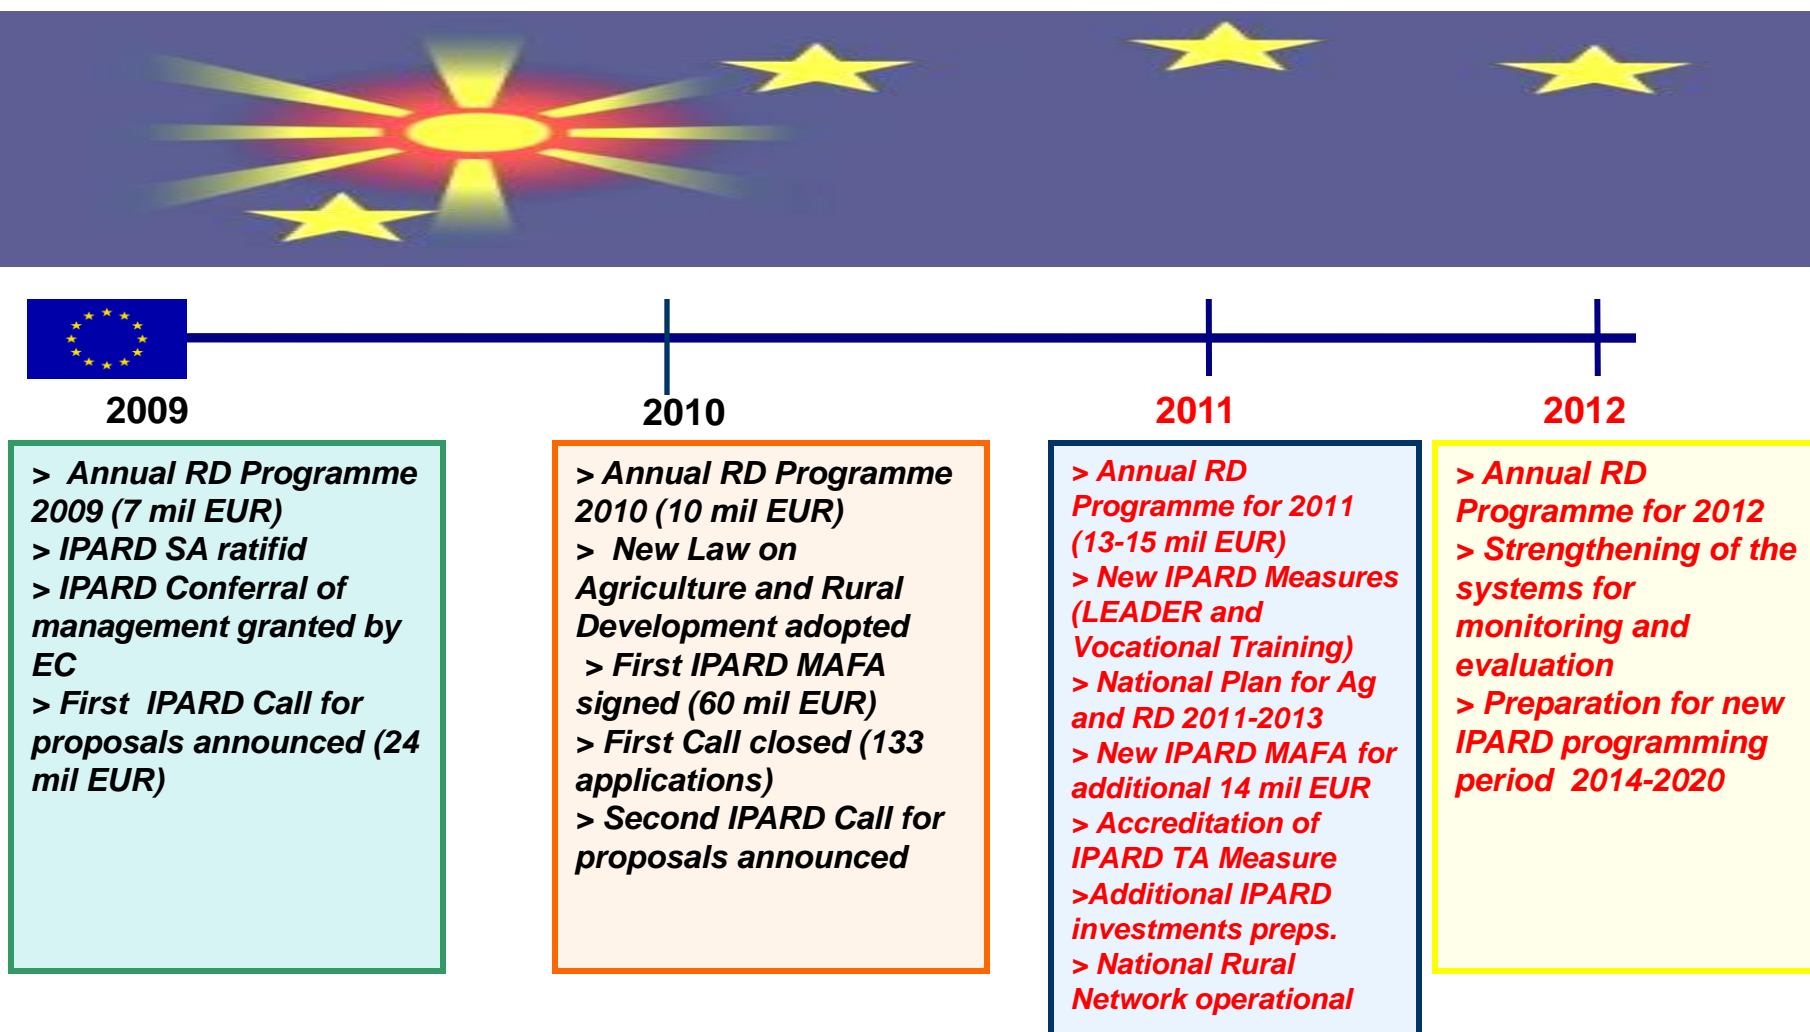 2009
> Annual RD Programme
2009 (7 mil EUR)
> IPARD SA ratifid
> IPARD Conferral of
management granted by
EC
> First IPARD Call for
proposals announced (24
mil EUR)
2010
> Annual RD Programme
2010 (10 mil EUR)
> New Law on
Agriculture and Rural
Development adopted
> First IPARD MAFA
signed (60 mil EUR)
> First Call closed (133
applications)
> Second IPARD Call for
proposals announced
2011
> Annual RD
Programme for 2011
(13-15 mil EUR)
> New IPARD Measures
(LEADER and
Vocational Training)
> National Plan for Ag
and RD 2011-2013
> New IPARD MAFA for
additional 14 mil EUR
> Accreditation of
IPARD TA Measure
>Additional IPARD
investments preps.
> National Rural
Network operational
2012
> Annual RD
Programme for 2012
> Strengthening of the
systems for
monitoring and
evaluation
> Preparation for new
IPARD programming
period 2014-2020